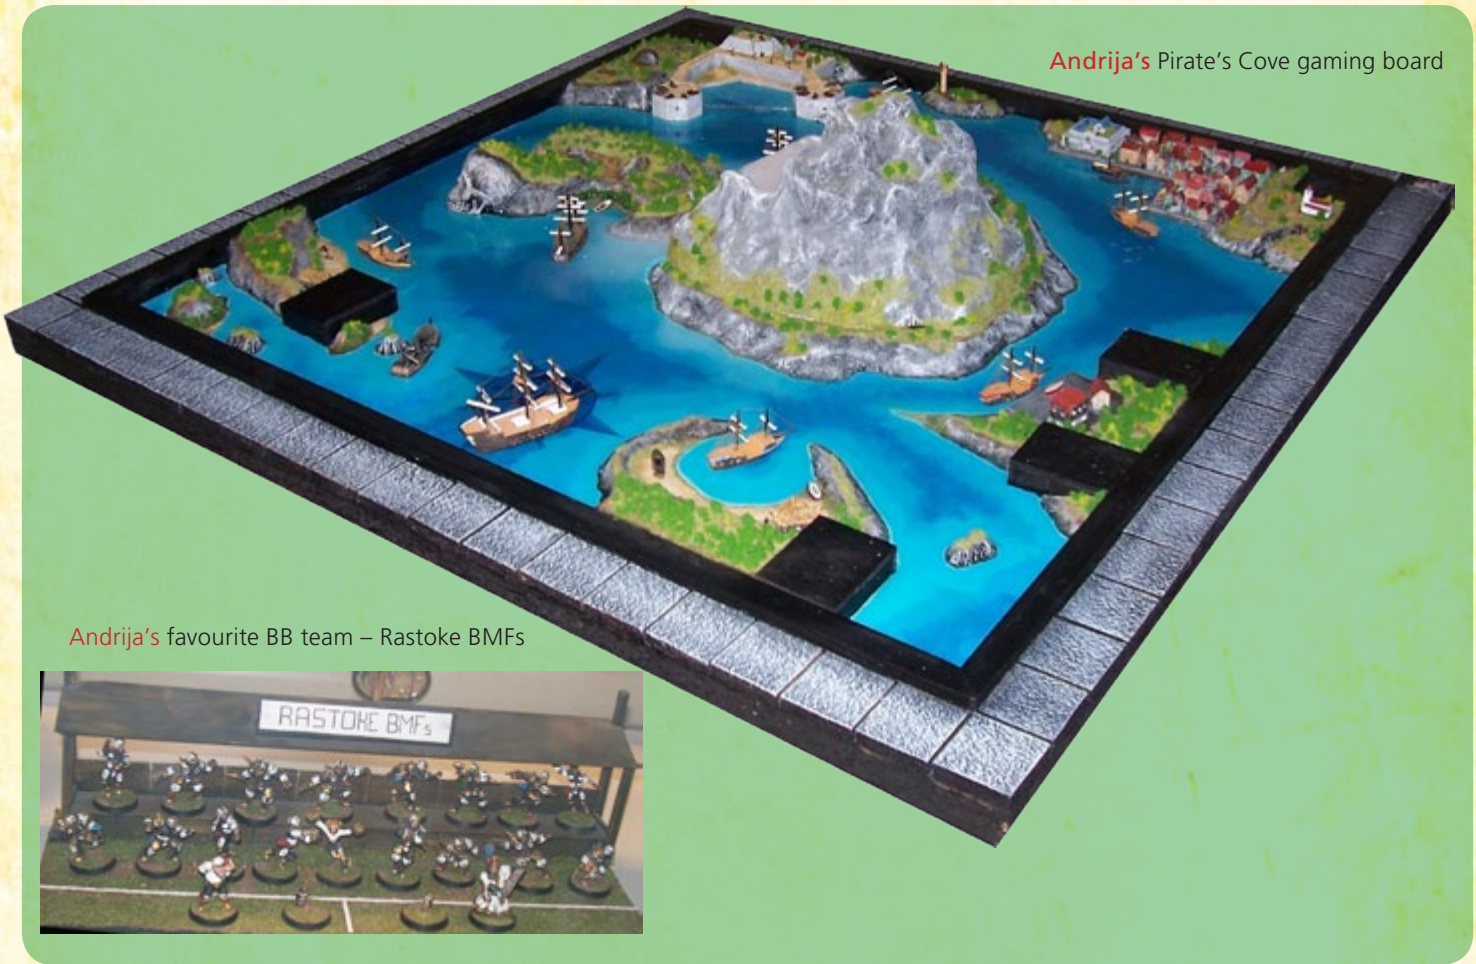 Andrija's Pirate's Cove gaming board
Andrija's favourite BB team – Rastoke BMFs
RASTOKE BMFs